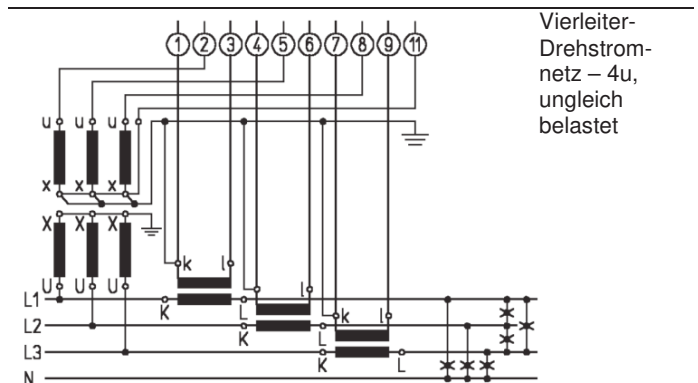 Vierleiter-
Drehstrom-
netz – 4u,
ungleich
belastet
1 2 3 4 5 6 7 8 9 11
u u u
x x x
X X X
k l
U U U
l
L1
K L
k l
L2
K L
L3
K L
N